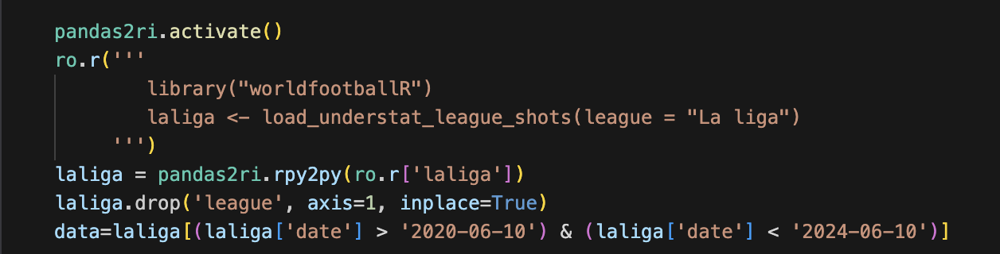 pandas2ri.activate()
ro.r('''
library("worldfootballR")
laliga <- load_understat_league_shots(league = "La liga")
''')
laliga = pandas2ri.rpy2py(ro.r['laliga'])
laliga.drop('league', axis=1, inplace=True)
data=laliga[(laliga['date'] > '2020-06-10') & (laliga['date'] < '2024-06-10')]